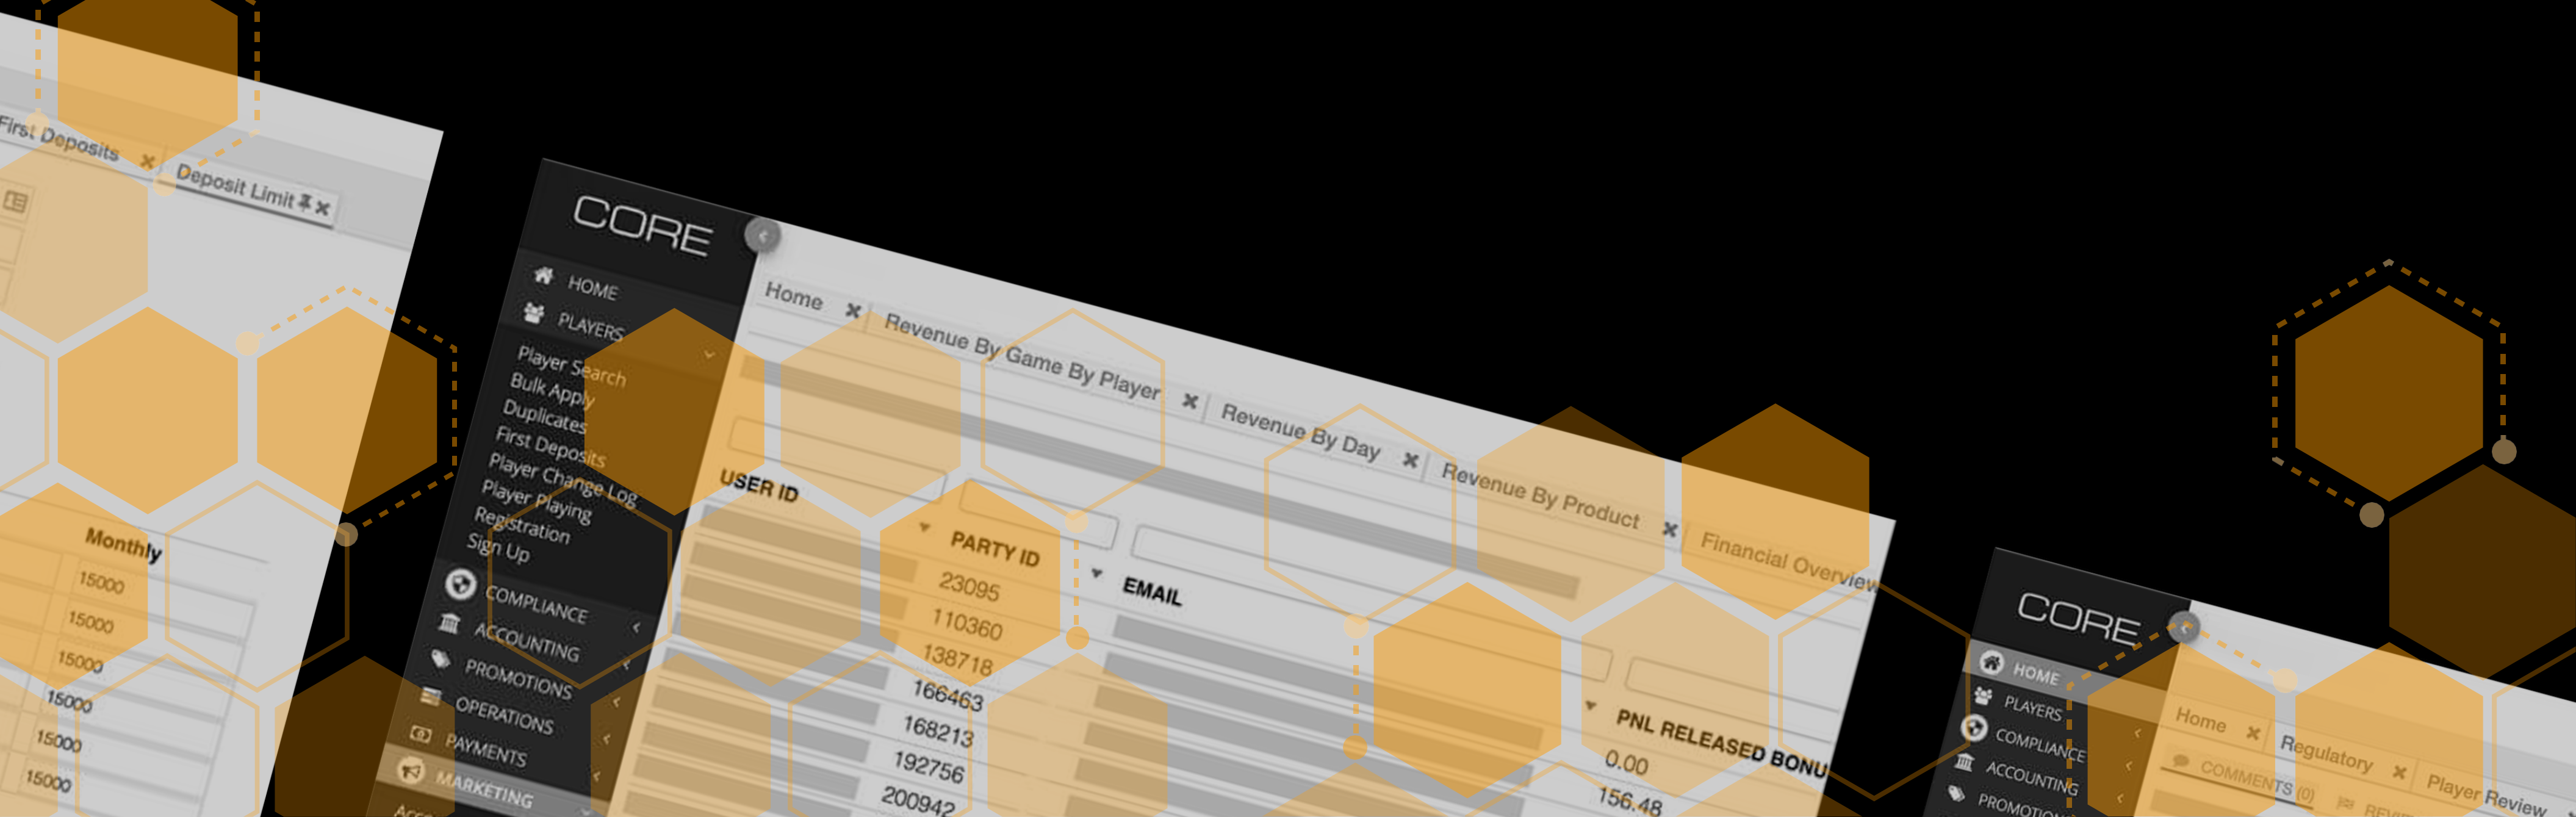 First Deposits
Deposit Limit
Monthly
15000
15000
15000
15000
15000
15000
CORE
HOME
PLAYERS
Player Search
Bulk Apply
Duplicates
First Deposits
Player Change Log
Player Playing
Registration
Sign Up
COMPLIANCE
ACCOUNTING
PROMOTIONS
OPERATIONS
PAYMENTS
MARKETING
Home
Revenue By Game By Player
Revenue By Day
Revenue By Product
Financial Overview
USER ID
PARTY ID
EMAIL
PNL RELEASED BONU
23095
110360
138718
166463
168213
192756
200942
0.00
156.48
CORE
HOME
PLAYERS
COMPLIANCE
ACCOUNTING
PROMOTION
Home
Regulatory
Player Review
COMMENTS (0)